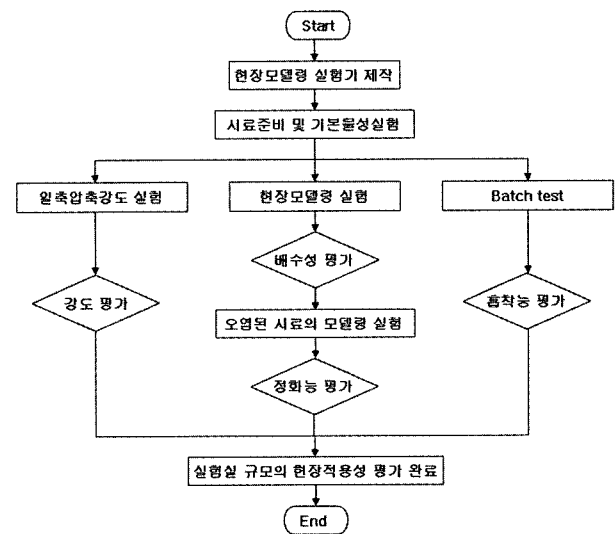 Start
현장모델링 실험기 제작
시료준비 및 기본물성실험
일축압축강도 실험
현장모델링 실험
Batch test
배수성 평가
강도 평가
흡착능 평가
오염된 시료의 모델링 실험
정화능 평가
실험실 규모의 현장적용성 평가 완료
End